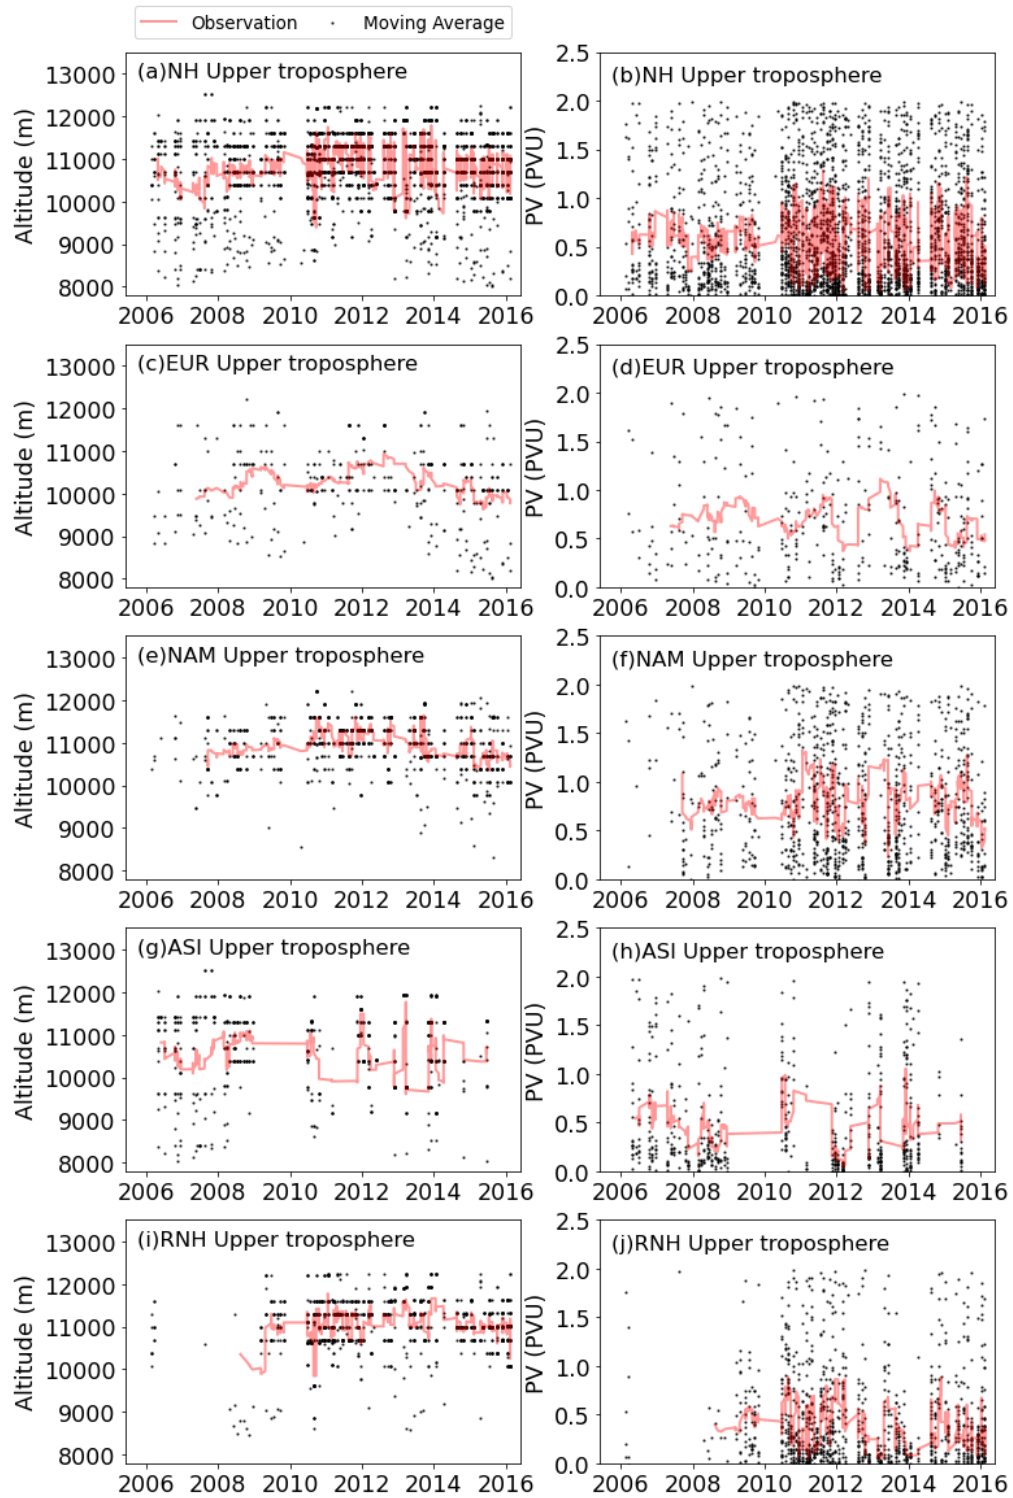 Observation Moving Average
(a)NH Upper troposphere
13000
12000
11000
10000
9000
8000
Altitude (m)
2006 2008 2010 2012 2014 2016
(b)NH Upper troposphere
2.5
2.0
1.5
1.0
0.5
0.0
PV (PVU)
2006 2008 2010 2012 2014 2016
(c)EUR Upper troposphere
13000
12000
11000
10000
9000
8000
Altitude (m)
2006 2008 2010 2012 2014 2016
(d)EUR Upper troposphere
2.5
2.0
1.5
1.0
0.5
0.0
PV (PVU)
2006 2008 2010 2012 2014 2016
(e)NAM Upper troposphere
13000
12000
11000
10000
9000
8000
Altitude (m)
2006 2008 2010 2012 2014 2016
(f)NAM Upper troposphere
2.5
2.0
1.5
1.0
0.5
0.0
PV (PVU)
2006 2008 2010 2012 2014 2016
(g)ASI Upper troposphere
13000
12000
11000
10000
9000
8000
Altitude (m)
2006 2008 2010 2012 2014 2016
(h)ASI Upper troposphere
2.5
2.0
1.5
1.0
0.5
0.0
PV (PVU)
2006 2008 2010 2012 2014 2016
(i)RNH Upper troposphere
13000
12000
11000
10000
9000
8000
Altitude (m)
2006 2008 2010 2012 2014 2016
(j)RNH Upper troposphere
2.5
2.0
1.5
1.0
0.5
0.0
PV (PVU)
2006 2008 2010 2012 2014 2016